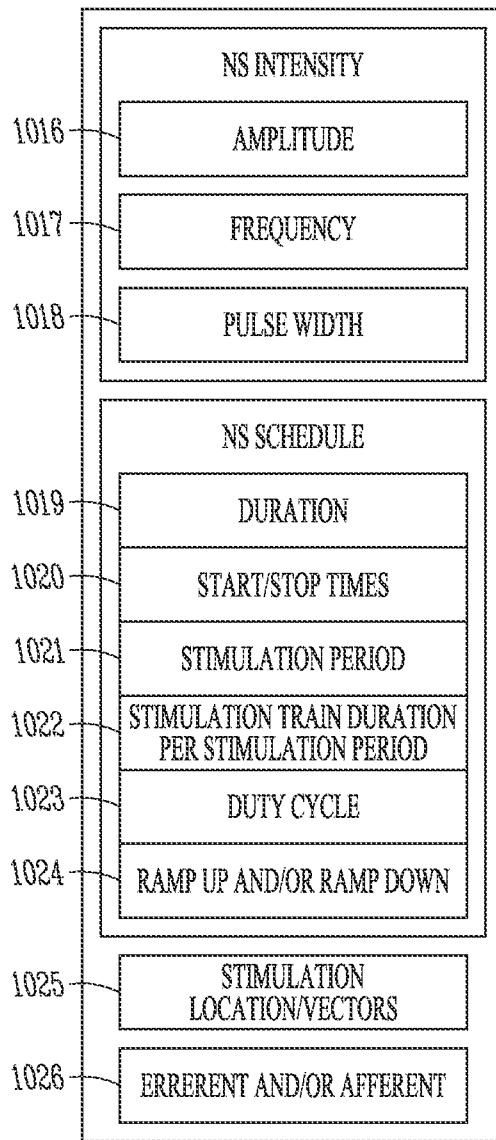 NS INTENSITY
1016
AMPLITUDE
1017
FREQUENCY
1018
PULSE WIDTH
NS SCHEDULE
1019
DURATION
1020
START/STOP TIMES
1021
STIMULATION PERIOD
1022
STIMULATION TRAIN DURATION
PER STIMULATION PERIOD
1023
DUTY CYCLE
1024
RAMP UP AND/OR RAMP DOWN
1025
STIMULATION
LOCATION/VECTORS
1026
ERRERENT AND/OR AFFERENT